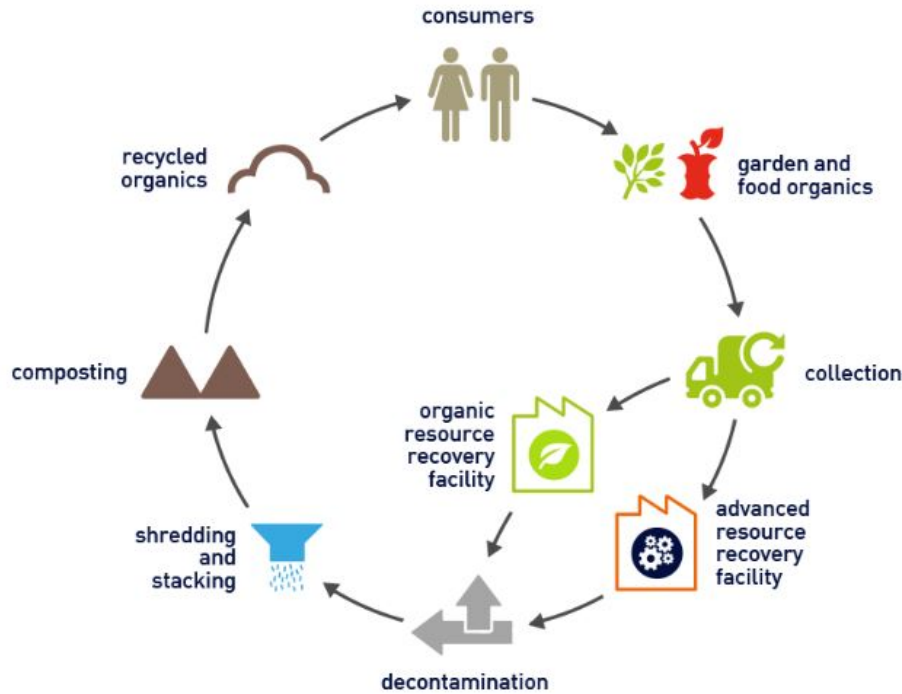 consumers
garden and
food organics
collection
advanced
resource
recovery
facility
organic
resource
recovery
facility
decontamination
shredding
and
stacking
composting
recycled
organics